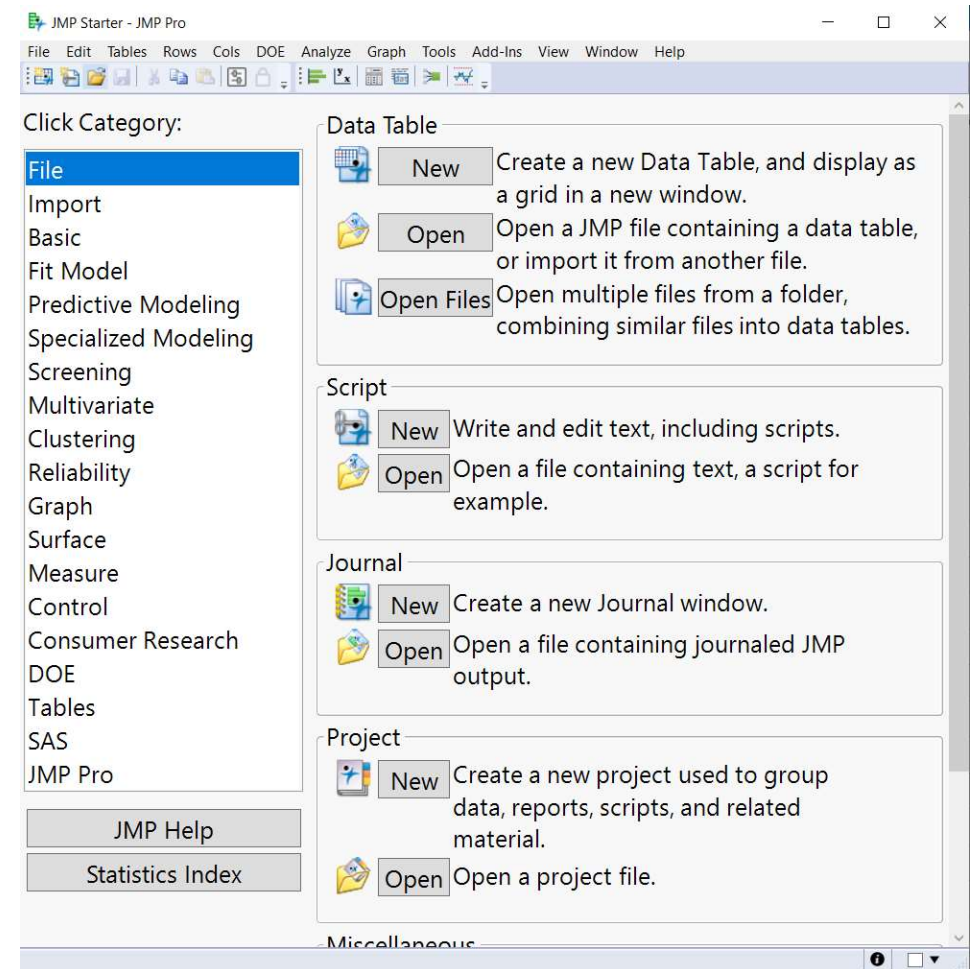 JMP Starter - JMP Pro
File Edit Tables Rows Cols DOE Analyze Graph Tools Add-Ins View Window Help
Click Category:
File
Import
Basic
Fit Model
Predictive Modeling
Specialized Modeling
Screening
Multivariate
Clustering
Reliability
Graph
Surface
Measure
Control
Consumer Research
DOE
Tables
SAS
JMP Pro
JMP Help
Statistics Index
Data Table
New Create a new Data Table, and display as
a grid in a new window.
Open Open a JMP file containing a data table,
or import it from another file.
Open Files Open multiple files from a folder,
combining similar files into data tables.
Script
New Write and edit text, including scripts.
Open Open a file containing text, a script for
example.
Journal
New Create a new Journal window.
Open Open a file containing journaled JMP
output.
Project
New Create a new project used to group
data, reports, scripts, and related
material.
Open Open a project file.
Miscellaneous